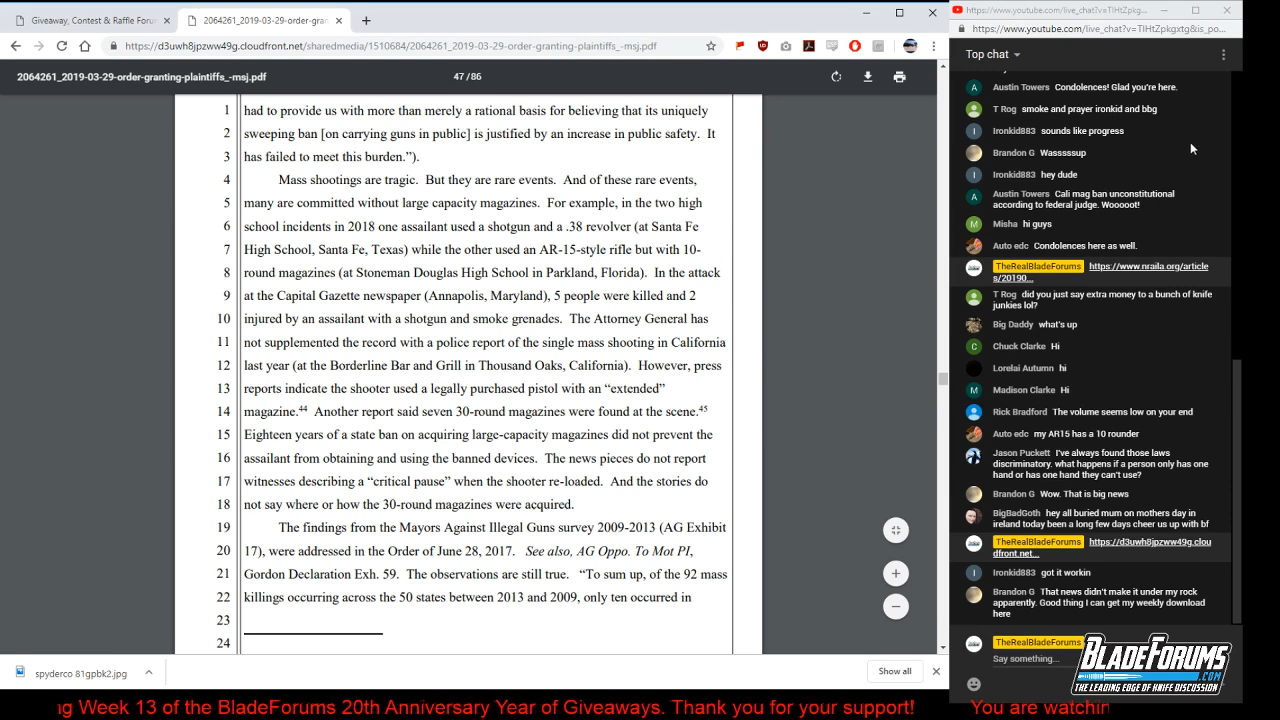 Giveaway, Contest & Raffle Forum
2064261_2019-03-29-order-gran
https://d3uwh8jpzww49g.cloudfront.net/sharedmedia/1510684/2064261_2019-03-29-order-granting-plaintiffs_-msj.pdf
2064261_2019-03-29-order-granting-plaintiffs_-msj.pdf
47 / 86
1 had to provide us with more than merely a rational basis for believing that its uniquely
2 sweeping ban [on carrying guns in public] is justified by an increase in public safety. It
3 has failed to meet this burden.”).
4 Mass shootings are tragic. But they are rare events. And of these rare events,
5 many are committed without large capacity magazines. For example, in the two high
6 school incidents in 2018 one assailant used a shotgun and a .38 revolver (at Santa Fe
7 High School, Santa Fe, Texas) while the other used an AR-15-style rifle but with 10-
8 round magazines (at Stoneman Douglas High School in Parkland, Florida). In the attack
9 at the Capital Gazette newspaper (Annapolis, Maryland), 5 people were killed and 2
10 injured by an assailant with a shotgun and smoke grenades. The Attorney General has
11 not supplemented the record with a police report of the single mass shooting in California
12 last year (at the Borderline Bar and Grill in Thousand Oaks, California). However, press
13 reports indicate the shooter used a legally purchased pistol with an “extended”
14 magazine.44 Another report said seven 30-round magazines were found at the scene.45
15 Eighteen years of a state ban on acquiring large-capacity magazines did not prevent the
16 assailant from obtaining and using the banned devices. The news pieces do not report
17 witnesses describing a “critical pause” when the shooter re-loaded. And the stories do
18 not say where or how the 30-round magazines were acquired.
19 The findings from the Mayors Against Illegal Guns survey 2009-2013 (AG Exhibit
20 17), were addressed in the Order of June 28, 2017. See also, AG Oppo. To Mot PI,
21 Gordon Declaration Exh. 59. The observations are still true. “To sum up, of the 92 mass
22 killings occurring across the 50 states between 2013 and 2009, only ten occurred in
23
24
spyderco 81gpbk2.jpg
Show all
https://www.youtube.com/live_chat?v=TlHtZpkg...
https://www.youtube.com/live_chat?v=TlHtZpkgxtg&is_po...
Top chat
Austin Towers Condolences! Glad you're here.
T Rog smoke and prayer ironkid and bbg
Ironkid883 sounds like progress
Brandon G Wasssssup
Ironkid883 hey dude
Austin Towers Cali mag ban unconstitutional
according to federal judge. Wooooot!
Misha hi guys
Auto edc Condolences here as well.
TheRealBladeForums https://www.nraila.org/article
s/20190...
T Rog did you just say extra money to a bunch of knife
junkies lol?
Big Daddy what's up
Chuck Clarke Hi
Lorelai Autumn hi
Madison Clarke Hi
Rick Bradford The volume seems low on your end
Auto edc my AR15 has a 10 rounder
Jason Puckett I've always found those laws
discriminatory. what happens if a person only has one
hand or has one hand they can't use?
Brandon G Wow. That is big news
BigBadGoth hey all buried mum on mothers day in
ireland today been a long few days cheer us up with bf
TheRealBladeForums https://d3uwh8jpzww49g.clou
dfront.net...
Ironkid883 got it workin
Brandon G That news didn't make it under my rock
apparently. Good thing I can get my weekly download
here
TheRealBladeForums
Say something...
BLADEFORUMS
.COM
THE LEADING EDGE OF KNIFE DISCUSSION
g Week 13 of the BladeForums 20th Anniversary Year of Giveaways. Thank you for your support! You are watchin